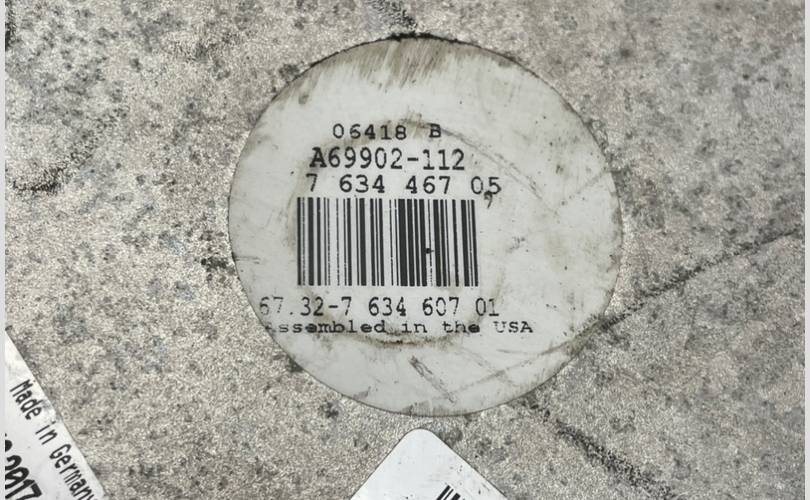 06418 B
A69902-112
7 634 467 05
67.32-7 634 607 01
Assembled in the USA
Made in Germany